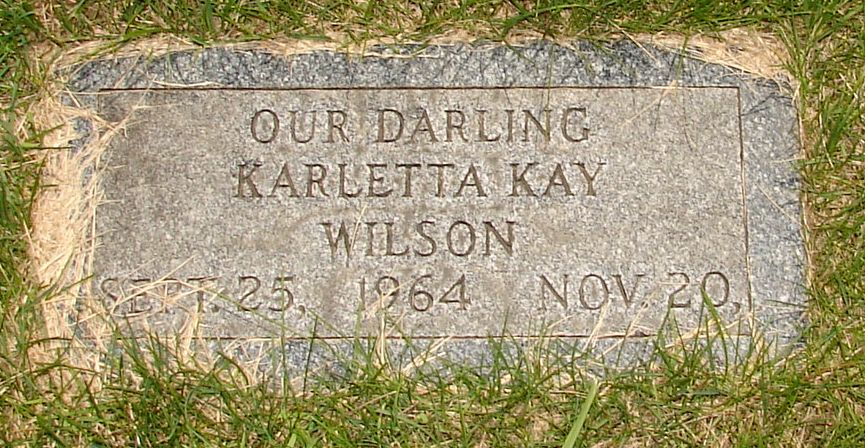 OUR DARLING
KARLETTA KAY
WILSON
SEPT. 25, 1964 NOV. 20,